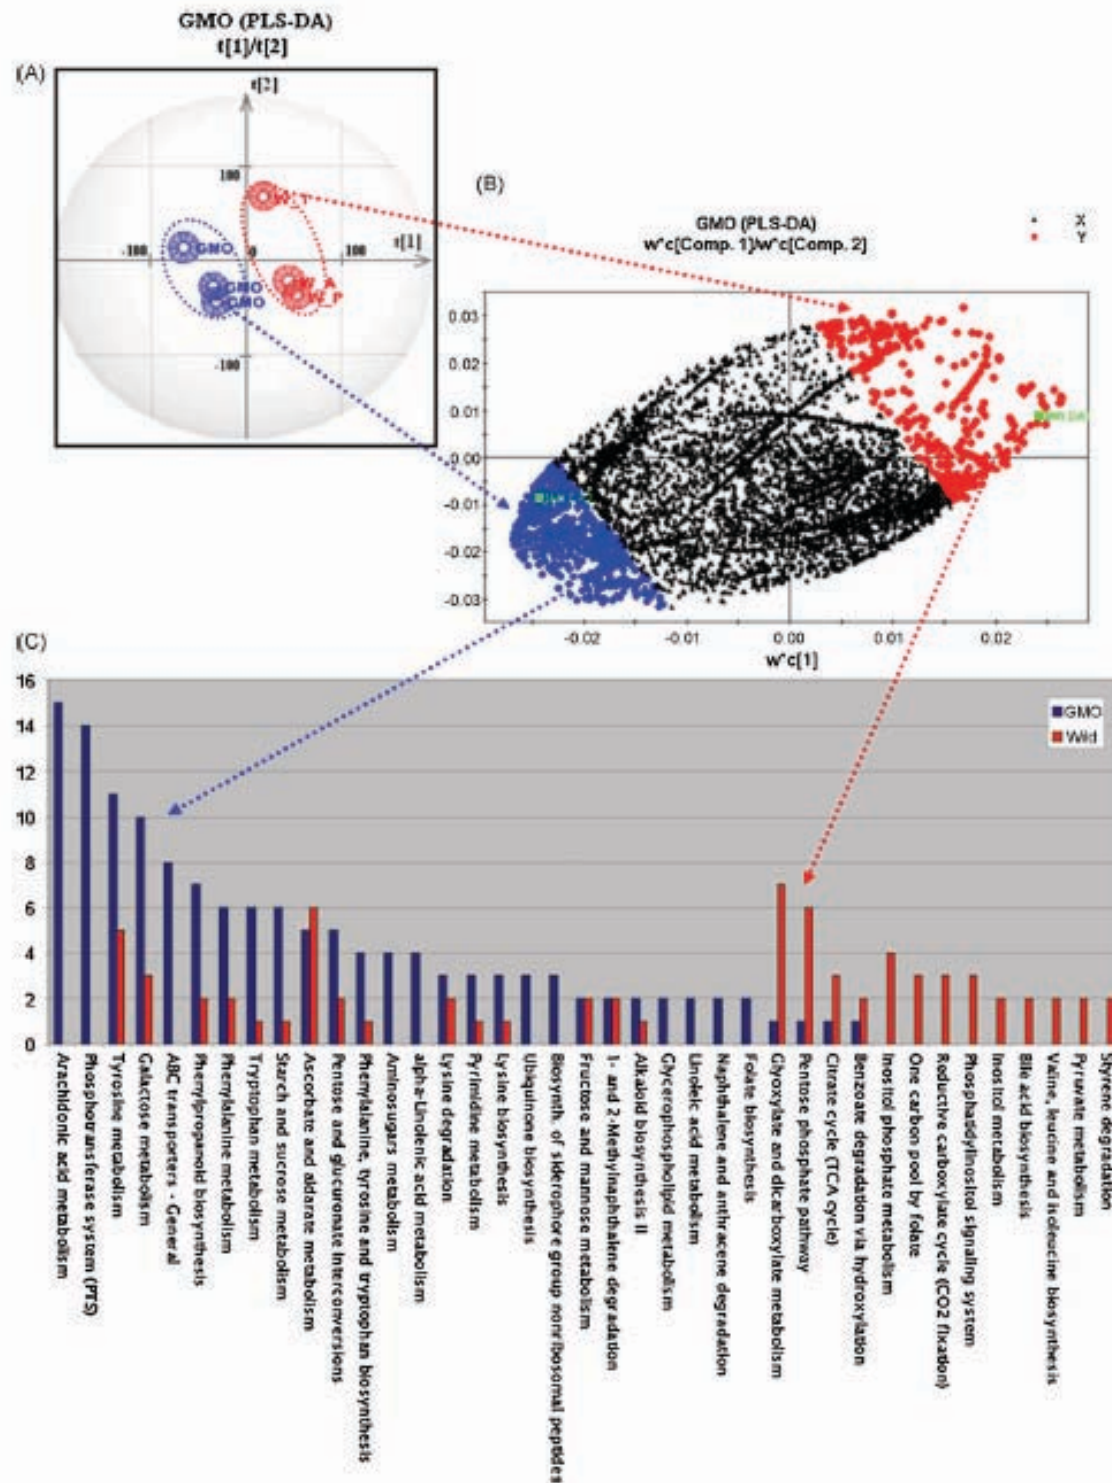 GMO (PLS-DA)
t[1]/t[2]
(A)
t[2]
100
W_T
t[1]
-100
0
100
GMO
GMO
GMO
W_A
W_P
-100
(B)
GMO (PLS-DA)
w*c[Comp. 1]/w*c[Comp. 2]
X
Y
0.03
0.02
0.01
0.00
-0.01
-0.02
-0.03
-0.02
-0.01
0.00
0.01
0.02
w*c[1]
(C)
16
14
12
10
8
6
4
2
0
GMO
Wild
Arachidonic acid metabolism
Phosphotransferase system (PTS)
Tyrosine metabolism
Galactose metabolism
ABC transporters - General
Phenylpropanoid biosynthesis
Phenylalanine metabolism
Tryptophan metabolism
Starch and sucrose metabolism
Ascorbate and aldarate metabolism
Pentose and glucuronate interconversions
Phenylalanine, tyrosine and tryptophan biosynthesis
Aminosugars metabolism
alpha-Linolenic acid metabolism
Lysine degradation
Pyrimidine metabolism
Lysine biosynthesis
Ubiquinone biosynthesis
Biosynth. of siderophore group nonribosomal peptides
Fructose and mannose metabolism
1- and 2-Methylnaphthalene degradation
Alkaloid biosynthesis II
Glycerophospholipid metabolism
Linoleic acid metabolism
Naphthalene and anthracene degradation
Folate biosynthesis
Glyoxylate and dicarboxylate metabolism
Pentose phosphate pathway
Citrate cycle (TCA cycle)
Benzoate degradation via hydroxylation
Inositol phosphate metabolism
One carbon pool by folate
Reductive carboxylate cycle (CO2 fixation)
Phosphatidylinositol signaling system
Inositol metabolism
Bile acid biosynthesis
Valine, leucine and isoleucine biosynthesis
Pyruvate metabolism
Styrene degradation